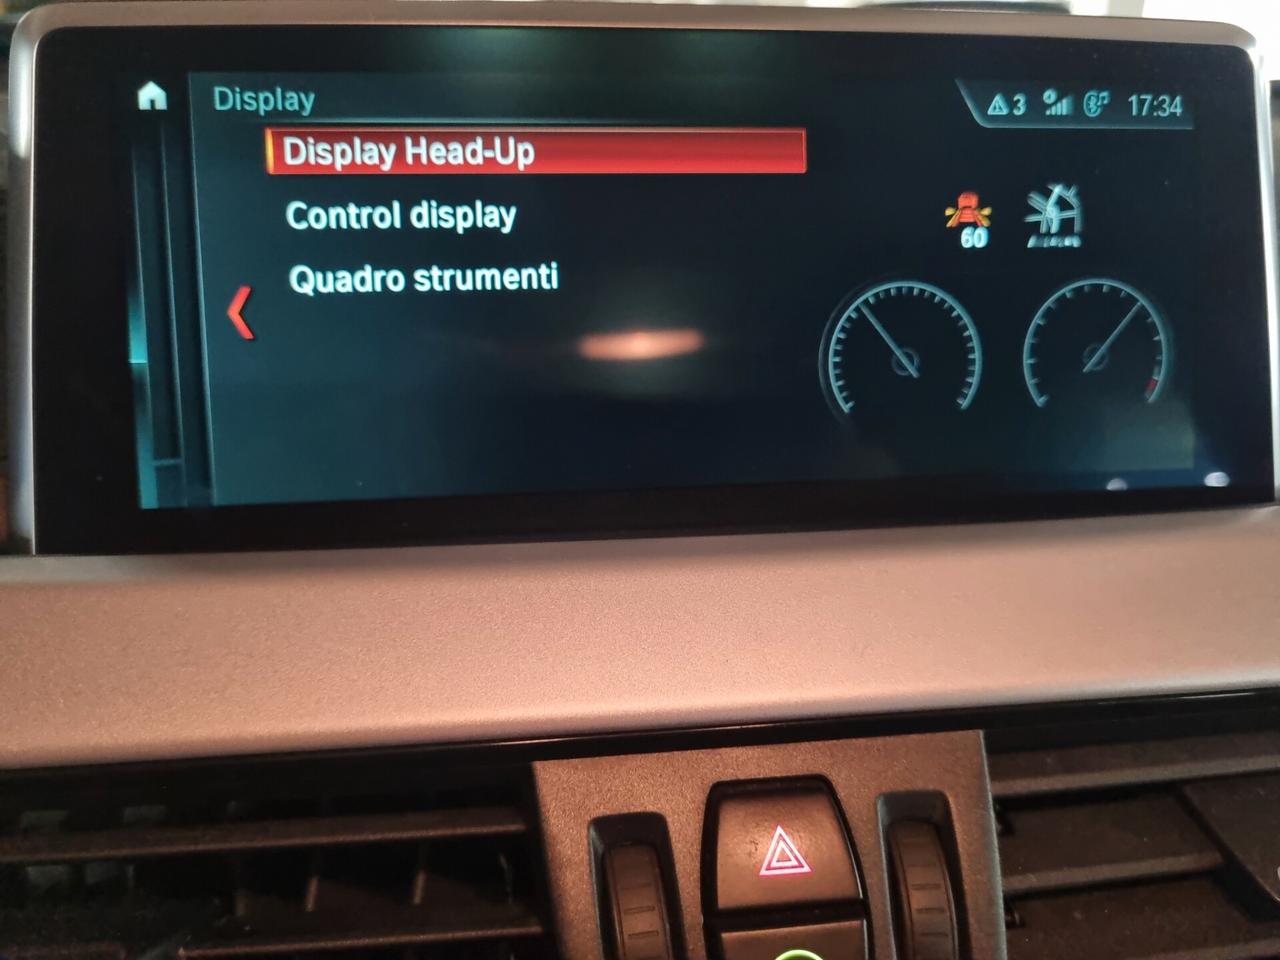 Display
3
17:34
Display Head-Up
Control display
60
Quadro strumenti